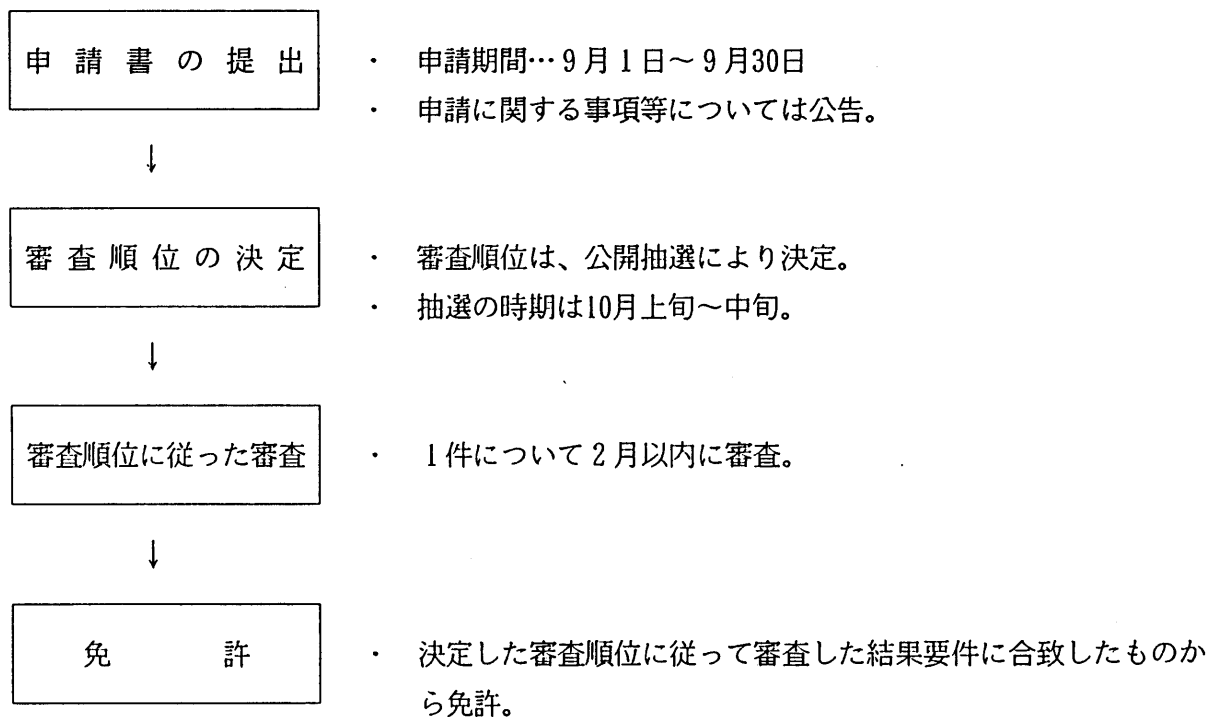 申請書の提出
・ 申請期間…9月1日～9月30日
・ 申請に関する事項等については公告。
↓
審査順位の決定
・ 審査順位は、公開抽選により決定。
・ 抽選の時期は10月上旬～中旬。
↓
審査順位に従った審査
・ 1件について2月以内に審査。
↓
免許
・ 決定した審査順位に従って審査した結果要件に合致したものか
ら免許。